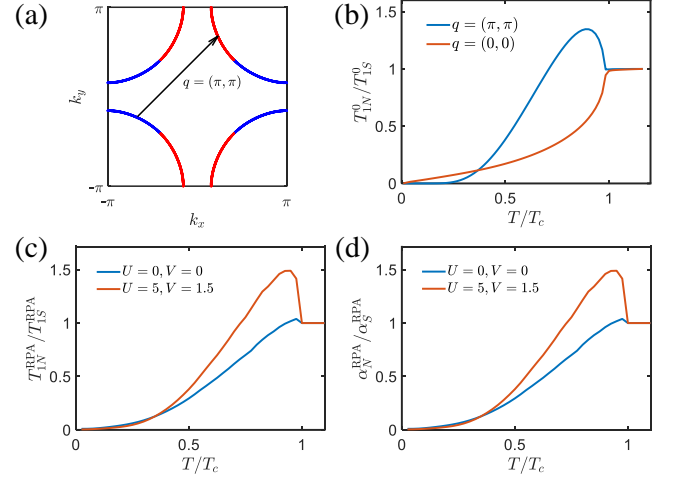 (a)
π
k_y
q = (π, π)
-π
-π
π
k_x
(b)
1.5
q = (π, π)
q = (0, 0)
T^0_{1N}/T^0_{1S}
1
0.5
0
0
0.5
1
T/T_c
(c)
1.5
U = 0, V = 0
U = 5, V = 1.5
T^{RPA}_{1N}/T^{RPA}_{1S}
1
0.5
0
0
0.5
1
T/T_c
(d)
1.5
U = 0, V = 0
U = 5, V = 1.5
α^{RPA}_N/α^{RPA}_S
1
0.5
0
0
0.5
1
T/T_c